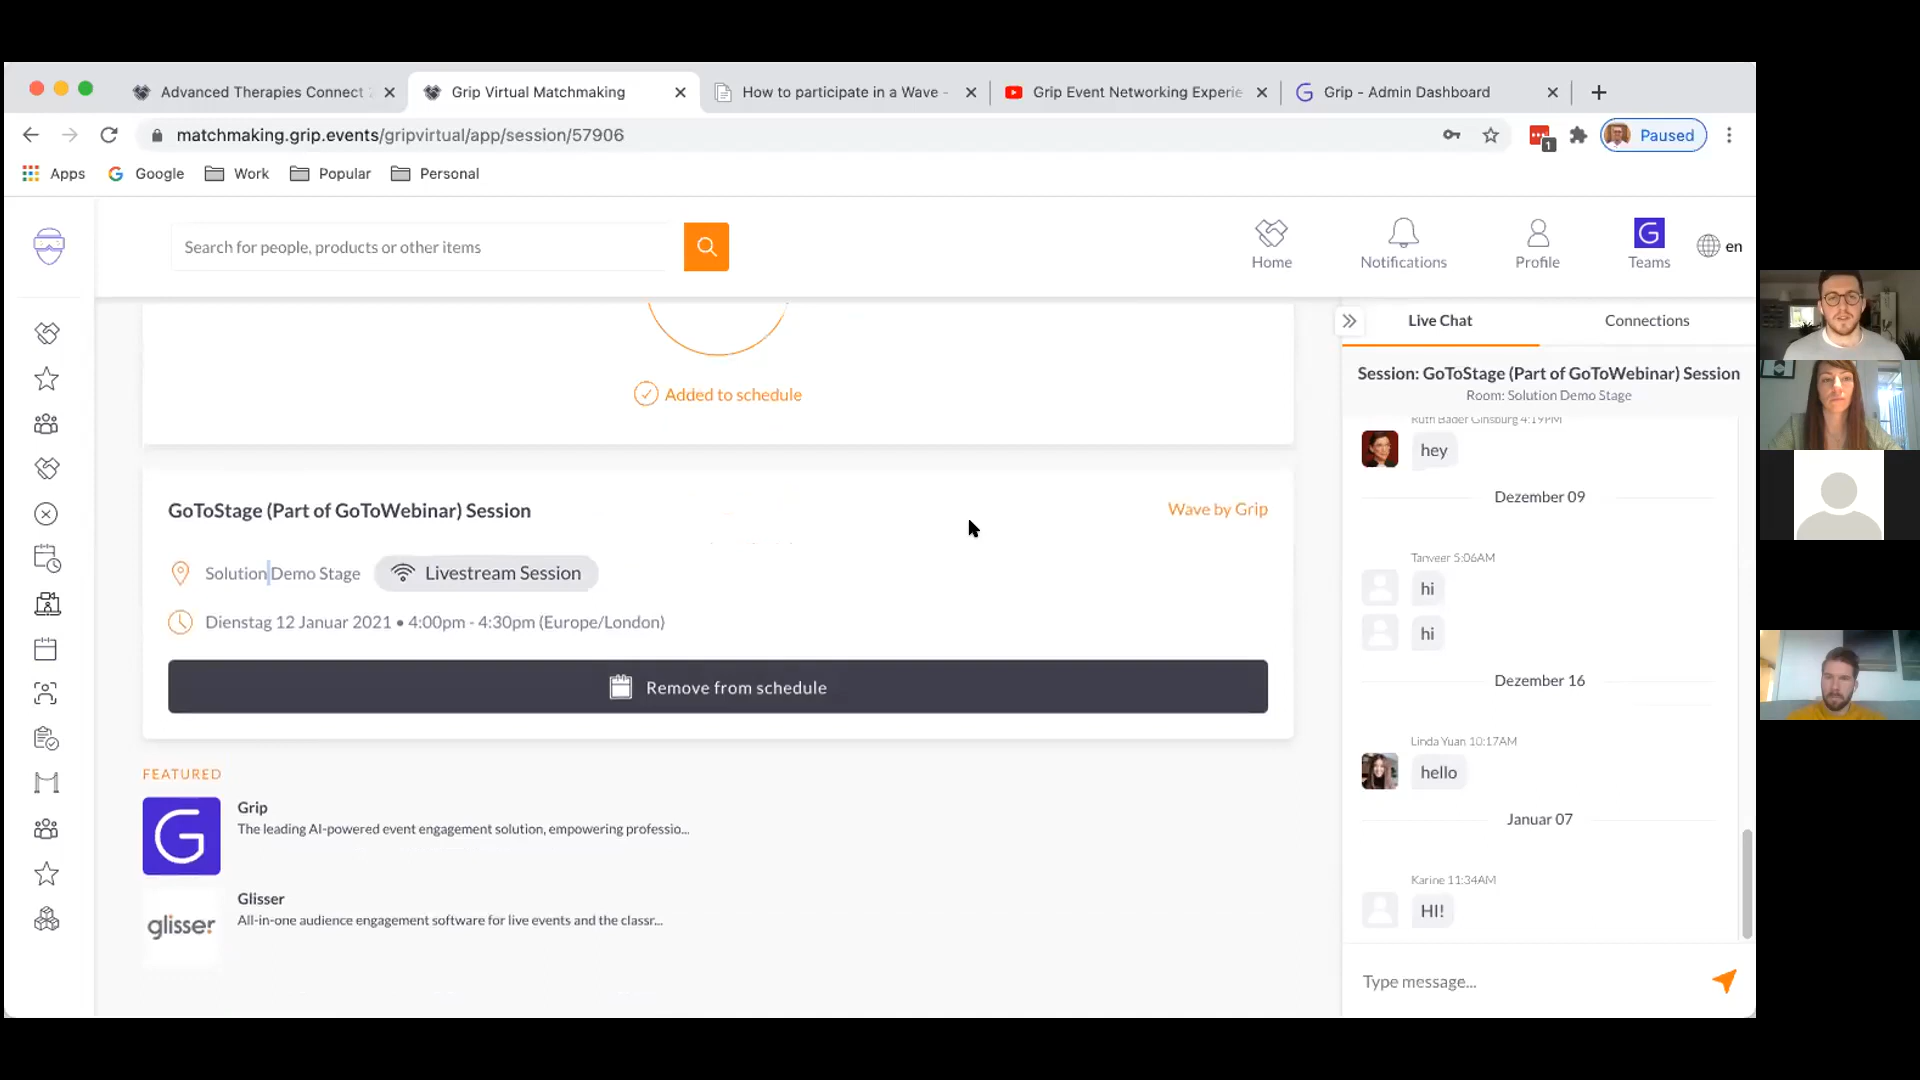 Advanced Therapies Connect
Grip Virtual Matchmaking
How to participate in a Wave -
Grip Event Networking Experie
Grip - Admin Dashboard
matchmaking.grip.events/gripvirtual/app/session/57906
1
Paused
Apps
Google
Work
Popular
Personal
Search for people, products or other items
Home
Notifications
Profile
G
Teams
en
Added to schedule
GoToStage (Part of GoToWebinar) Session
Wave by Grip
Solution Demo Stage
Livestream Session
Dienstag 12 Januar 2021 • 4:00pm - 4:30pm (Europe/London)
Remove from schedule
FEATURED
G
Grip
The leading AI-powered event engagement solution, empowering professio...
glisser
Glisser
All-in-one audience engagement software for live events and the classr...
Live Chat
Connections
Session: GoToStage (Part of GoToWebinar) Session
Room: Solution Demo Stage
Ruth Bader Ginsburg 4:19PM
hey
Dezember 09
Tanveer 5:06AM
hi
hi
Dezember 16
Linda Yuan 10:17AM
hello
Januar 07
Karine 11:34AM
HI!
Type message...